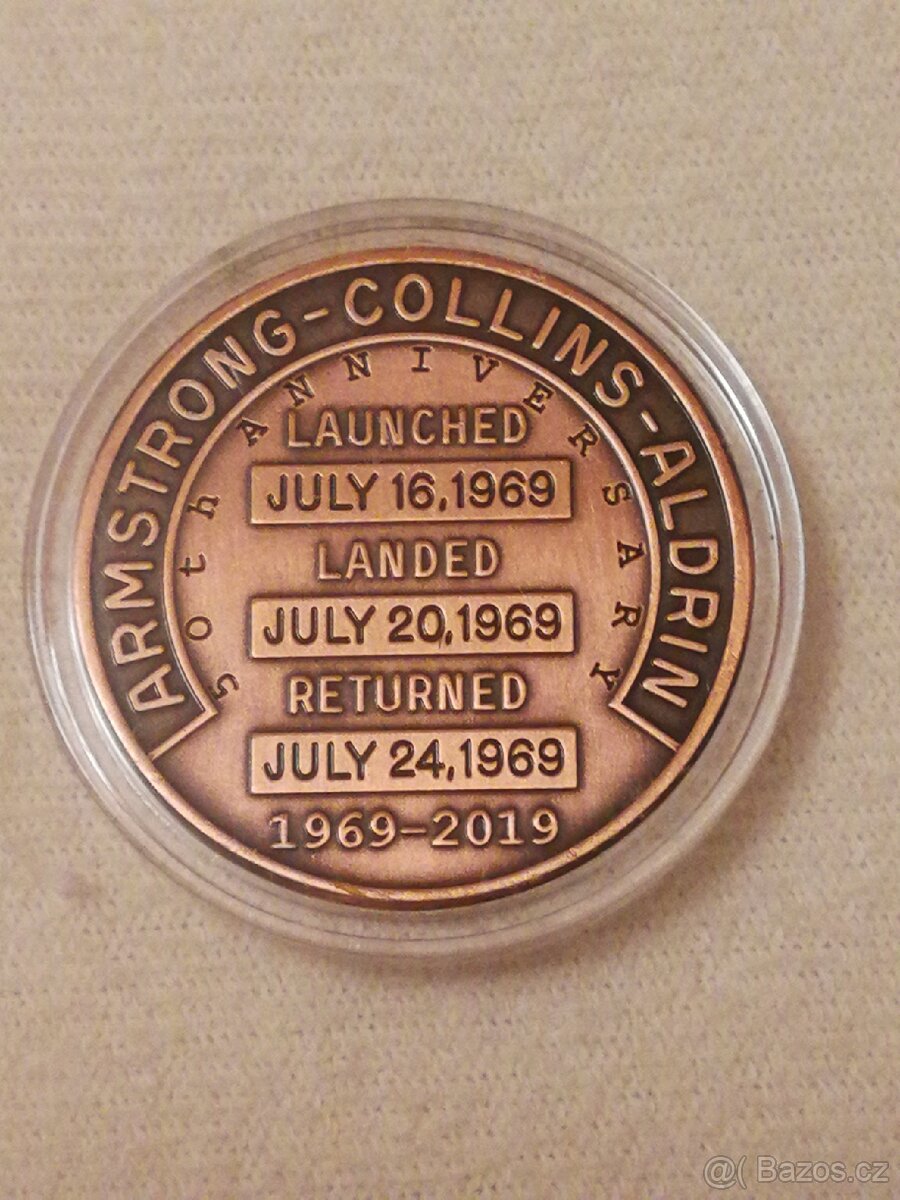 ARMSTRONG-COLLINS-ALDRIN
50th ANNIVERSARY
LAUNCHED
JULY 16,1969
LANDED
JULY 20,1969
RETURNED
JULY 24,1969
1969-2019
@( Bazos.cz